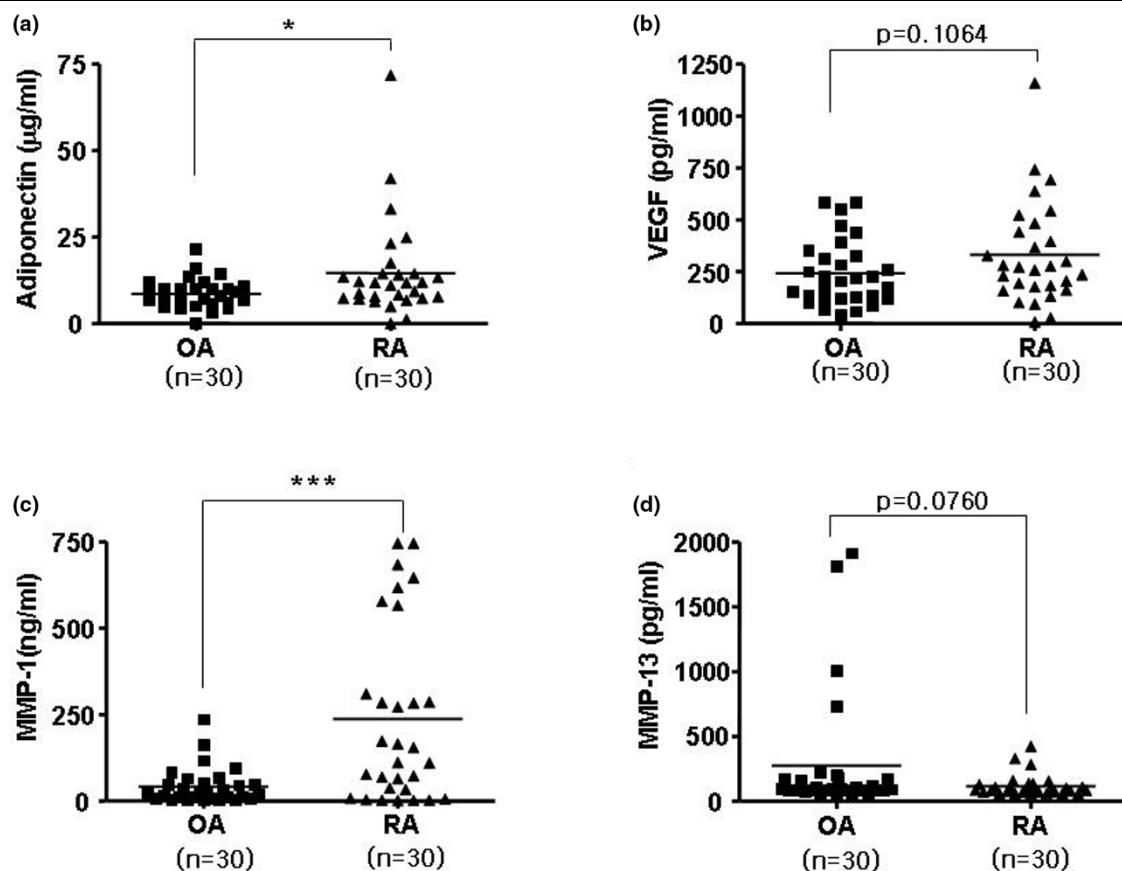 (a)
*
Adiponectin (µg/ml)
75
50
25
0
OA
RA
(n=30)
(n=30)
(b)
p=0.1064
VEGF (pg/ml)
1250
1000
750
500
250
0
OA
RA
(n=30)
(n=30)
(c)
***
MMP-1(ng/ml)
750
500
250
0
OA
RA
(n=30)
(n=30)
(d)
p=0.0760
MMP-13 (pg/ml)
2000
1500
1000
500
0
OA
RA
(n=30)
(n=30)